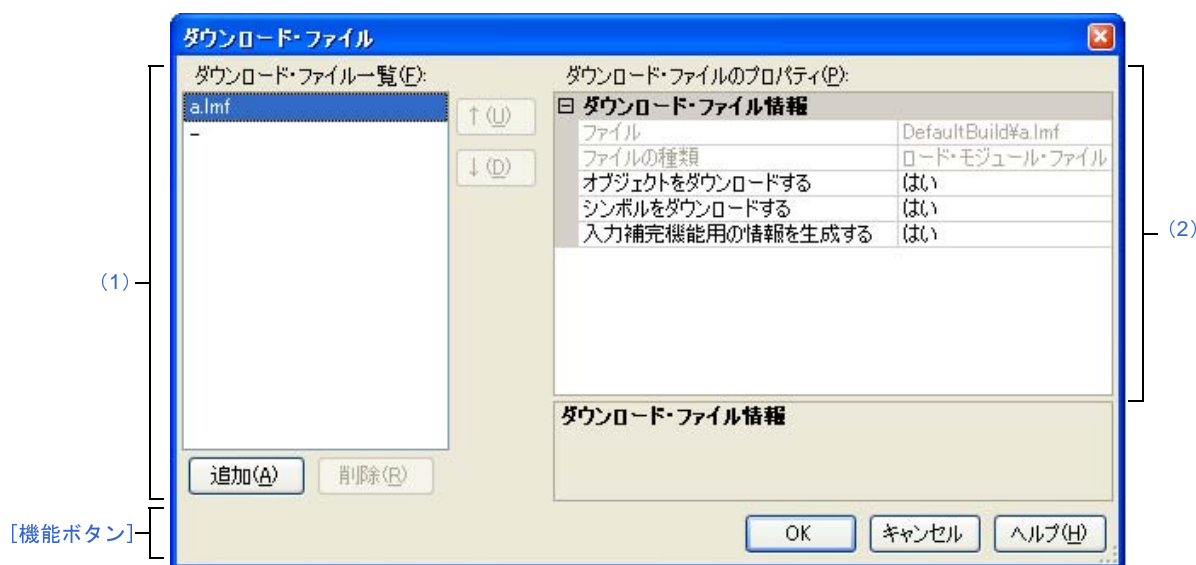 ダウンロード・ファイル
ダウンロード・ファイル一覧(F):
a.lmf
-
↑(U)
↓(D)
追加(A)
削除(R)
(1)
ダウンロード・ファイルのプロパティ(P):
ダウンロード・ファイル情報
ファイル DefaultBuild¥a.lmf
ファイルの種類 ロード・モジュール・ファイル
オブジェクトをダウンロードする はい
シンボルをダウンロードする はい
入力補完機能用の情報を生成する はい
(2)
ダウンロード・ファイル情報
[機能ボタン]
OK
キャンセル
ヘルプ(H)